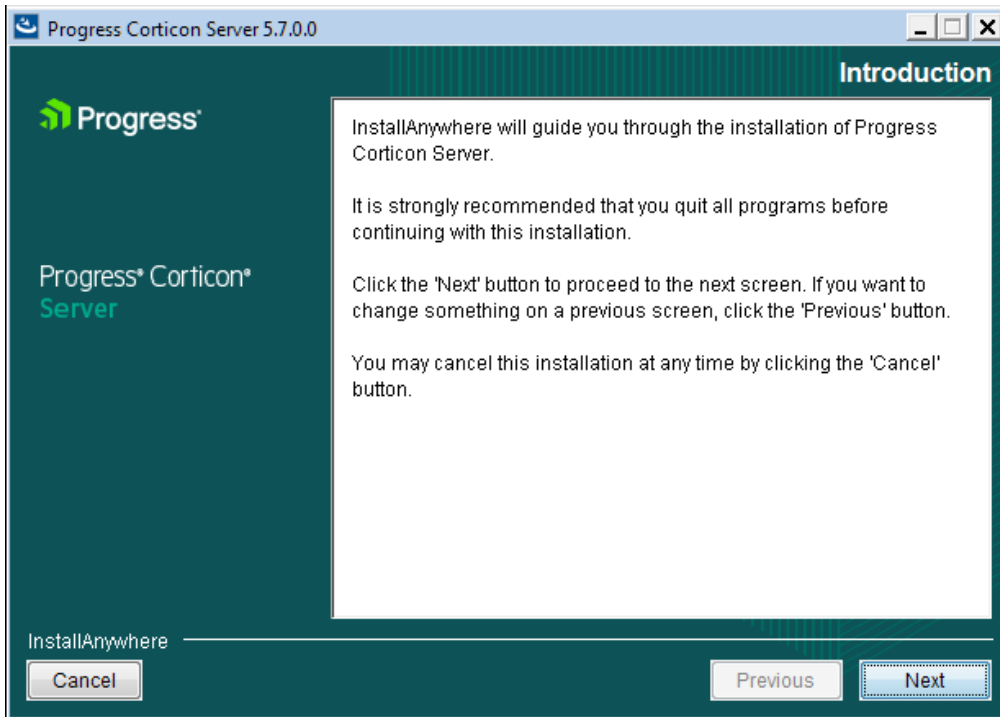 Progress Corticon Server 5.7.0.0
Introduction
Progress®
Progress® Corticon®
Server
InstallAnywhere will guide you through the installation of Progress
Corticon Server.
It is strongly recommended that you quit all programs before
continuing with this installation.
Click the 'Next' button to proceed to the next screen. If you want to
change something on a previous screen, click the 'Previous' button.
You may cancel this installation at any time by clicking the 'Cancel'
button.
InstallAnywhere
Cancel
Previous
Next